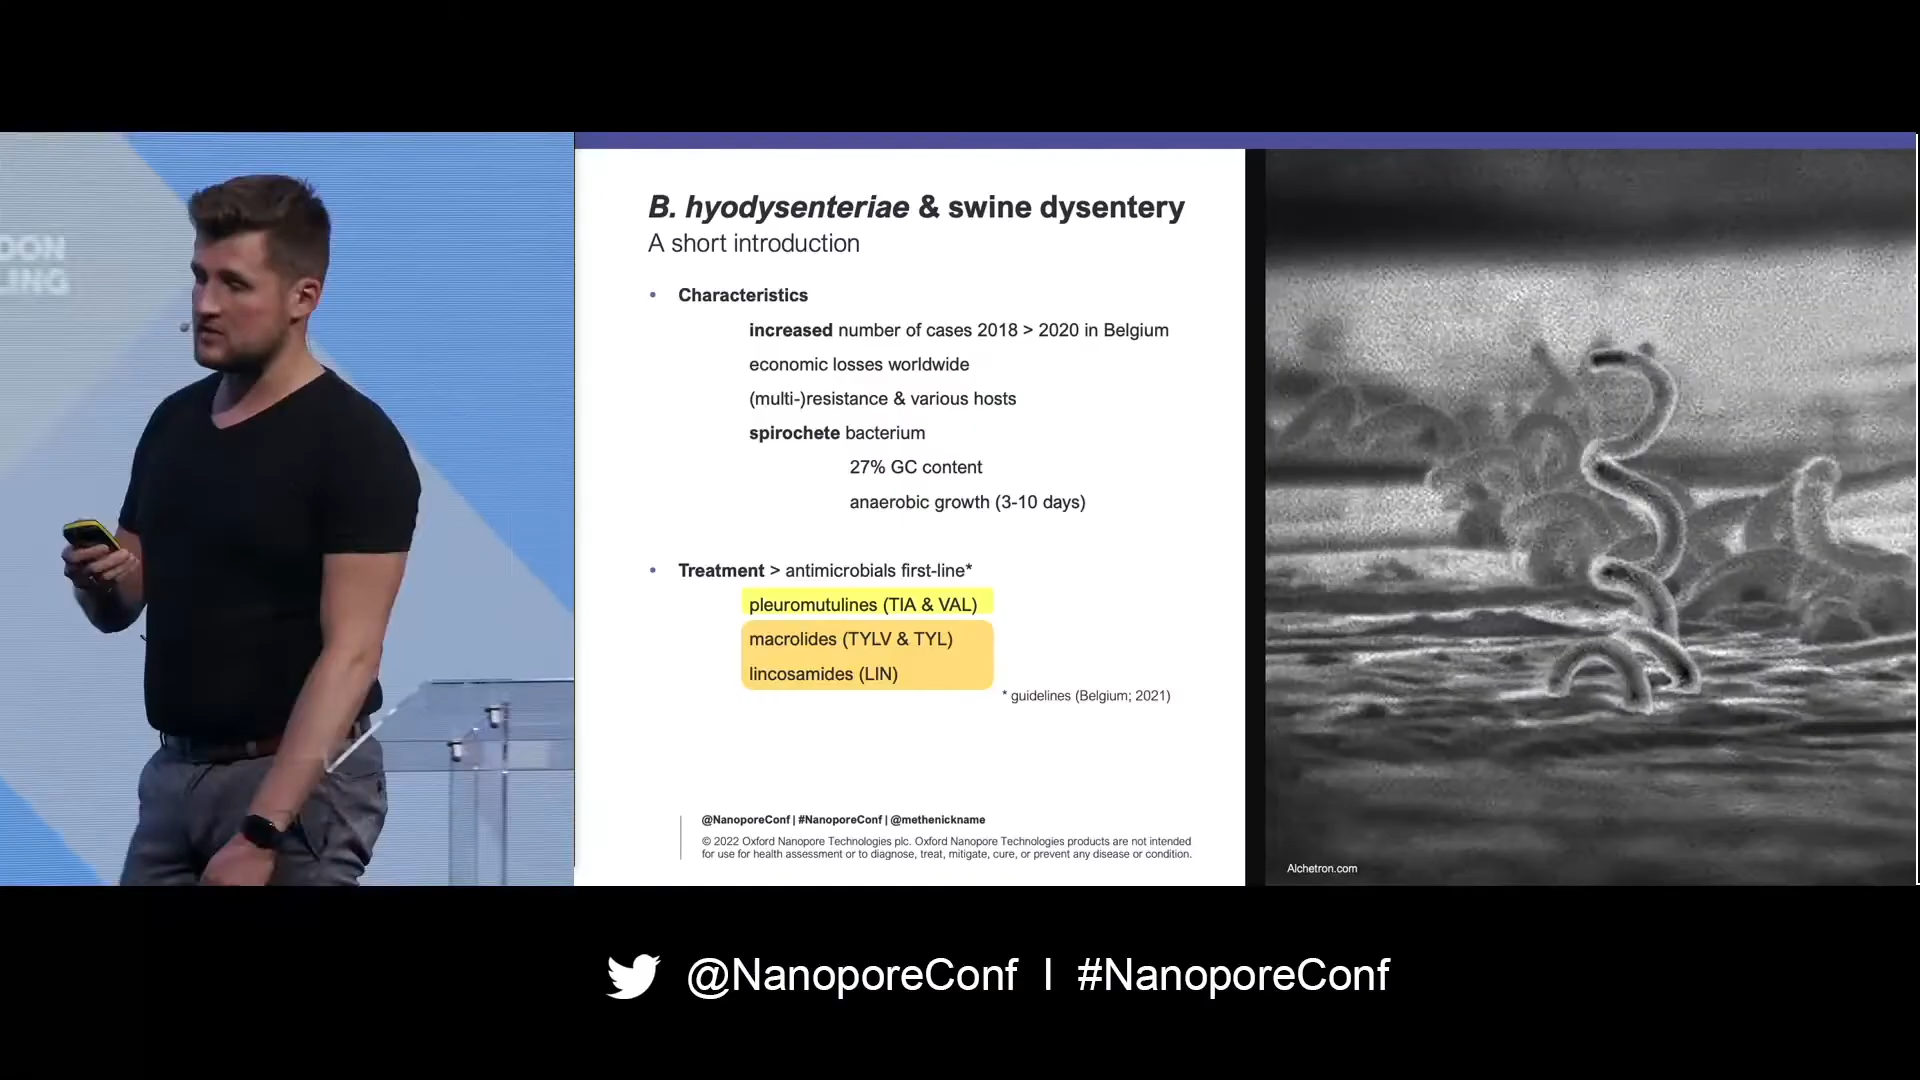 B. hyodysenteriae & swine dysentery
A short introduction
• Characteristics
increased number of cases 2018 > 2020 in Belgium
economic losses worldwide
(multi-)resistance & various hosts
spirochete bacterium
27% GC content
anaerobic growth (3-10 days)
• Treatment > antimicrobials first-line*
pleuromutulines (TIA & VAL)
macrolides (TYLV & TYL)
lincosamides (LIN)
* guidelines (Belgium; 2021)
@NanoporeConf | #NanoporeConf | @methenickname
© 2022 Oxford Nanopore Technologies plc. Oxford Nanopore Technologies products are not intended
for use for health assessment or to diagnose, treat, mitigate, cure, or prevent any disease or condition.
Alchetron.com
@NanoporeConf | #NanoporeConf